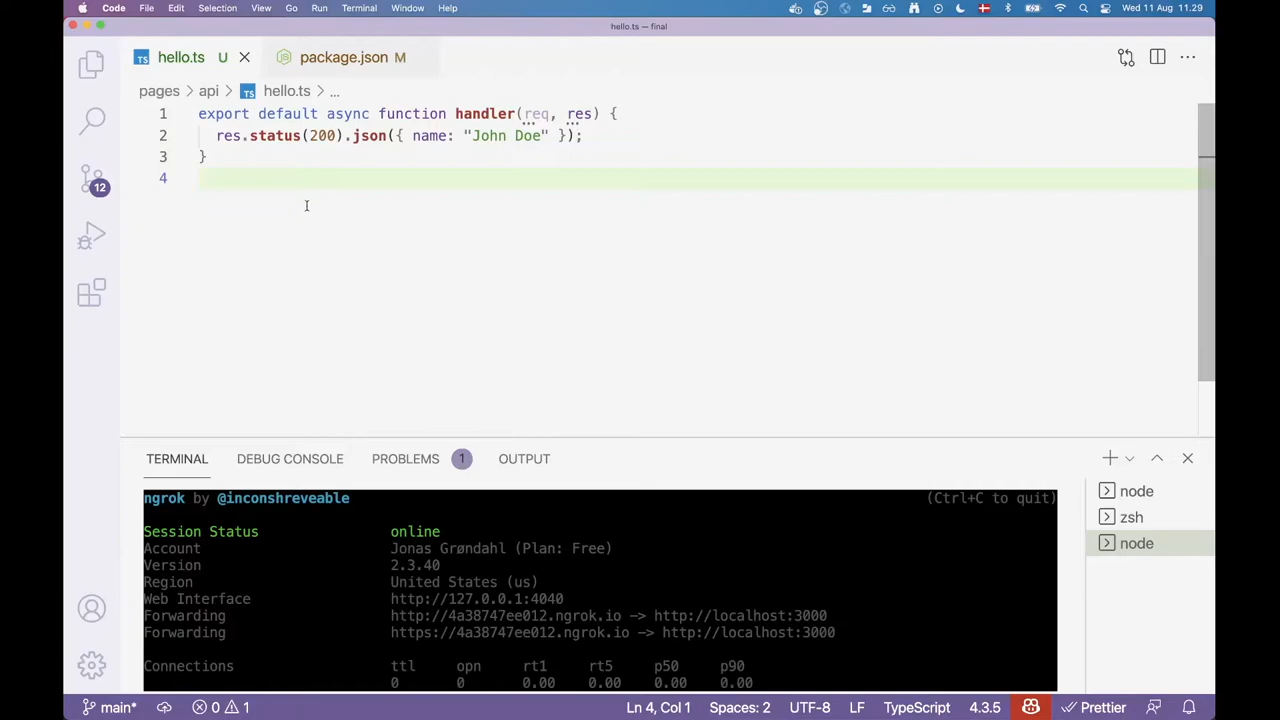 Code File Edit Selection View Go Run Terminal Window Help Wed 11 Aug 11.29
hello.ts — final
TS hello.ts U package.json M
pages > api > TS hello.ts > ...
1 export default async function handler(req, res) {
2 res.status(200).json({ name: "John Doe" });
3 }
4
12
TERMINAL DEBUG CONSOLE PROBLEMS 1 OUTPUT
ngrok by @inconshreveable (Ctrl+C to quit)
Session Status online
Account Jonas Grøndahl (Plan: Free)
Version 2.3.40
Region United States (us)
Web Interface http://127.0.0.1:4040
Forwarding http://4a38747ee012.ngrok.io -> http://localhost:3000
Forwarding https://4a38747ee012.ngrok.io -> http://localhost:3000
Connections ttl opn rt1 rt5 p50 p90
0 0 0.00 0.00 0.00 0.00
node
zsh
node
main* 0 1 Ln 4, Col 1 Spaces: 2 UTF-8 LF TypeScript 4.3.5 Prettier